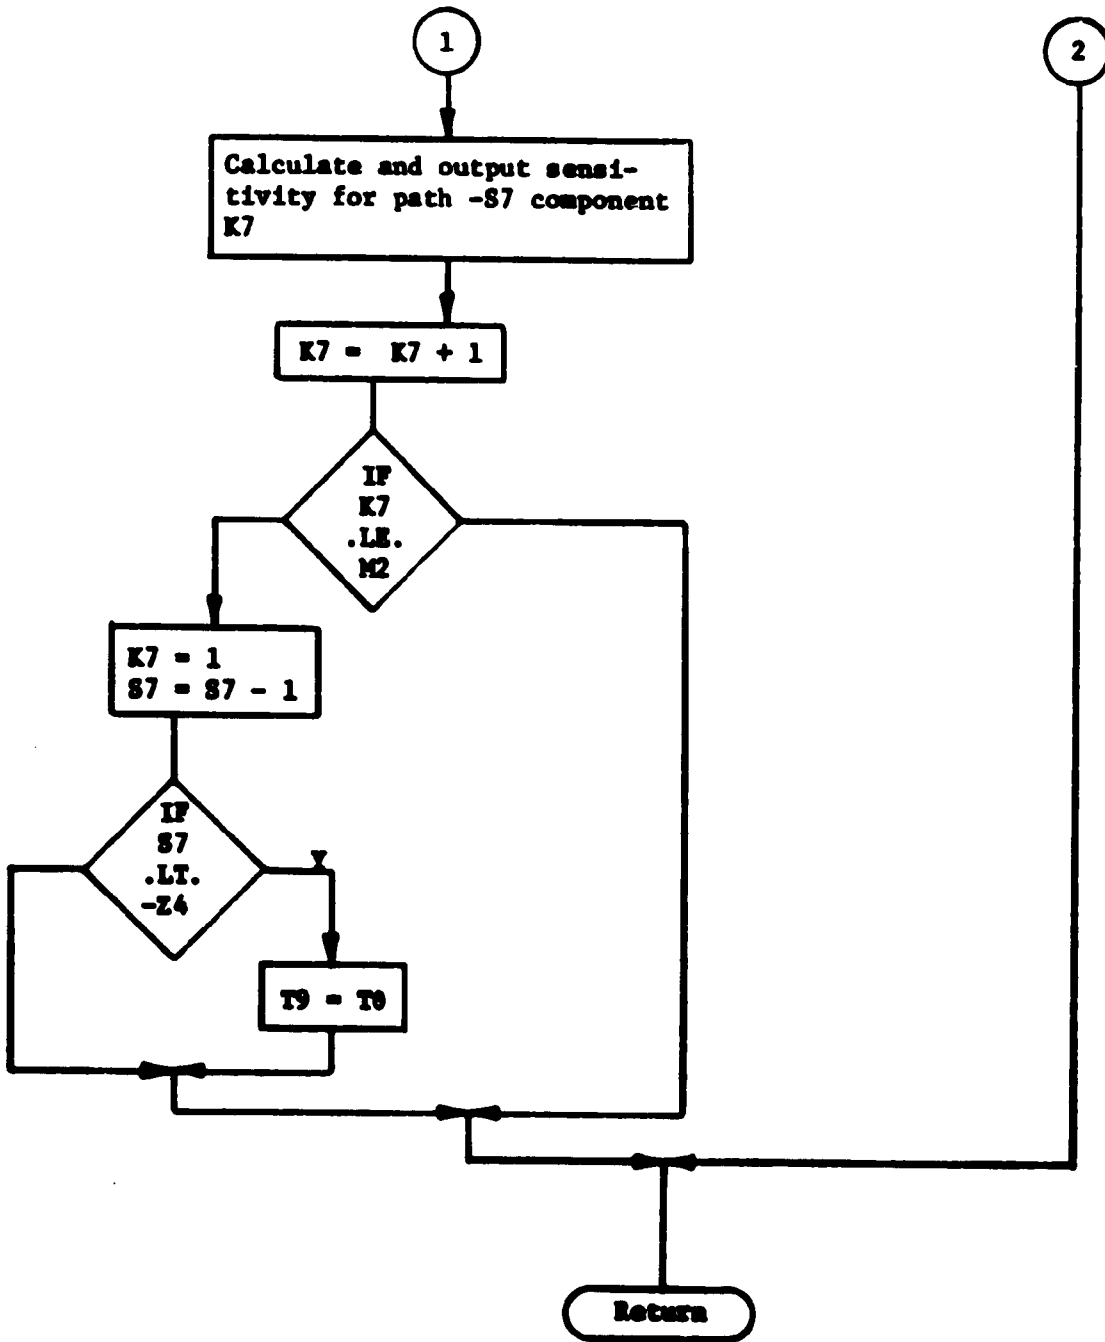 1
2
Calculate and output sensi-
tivity for path -S7 component
K7
K7 = K7 + 1
IF
K7
.LE.
M2
K7 = 1
S7 = S7 - 1
IF
S7
.LT.
-Z4
Y
T9 = T0
Return